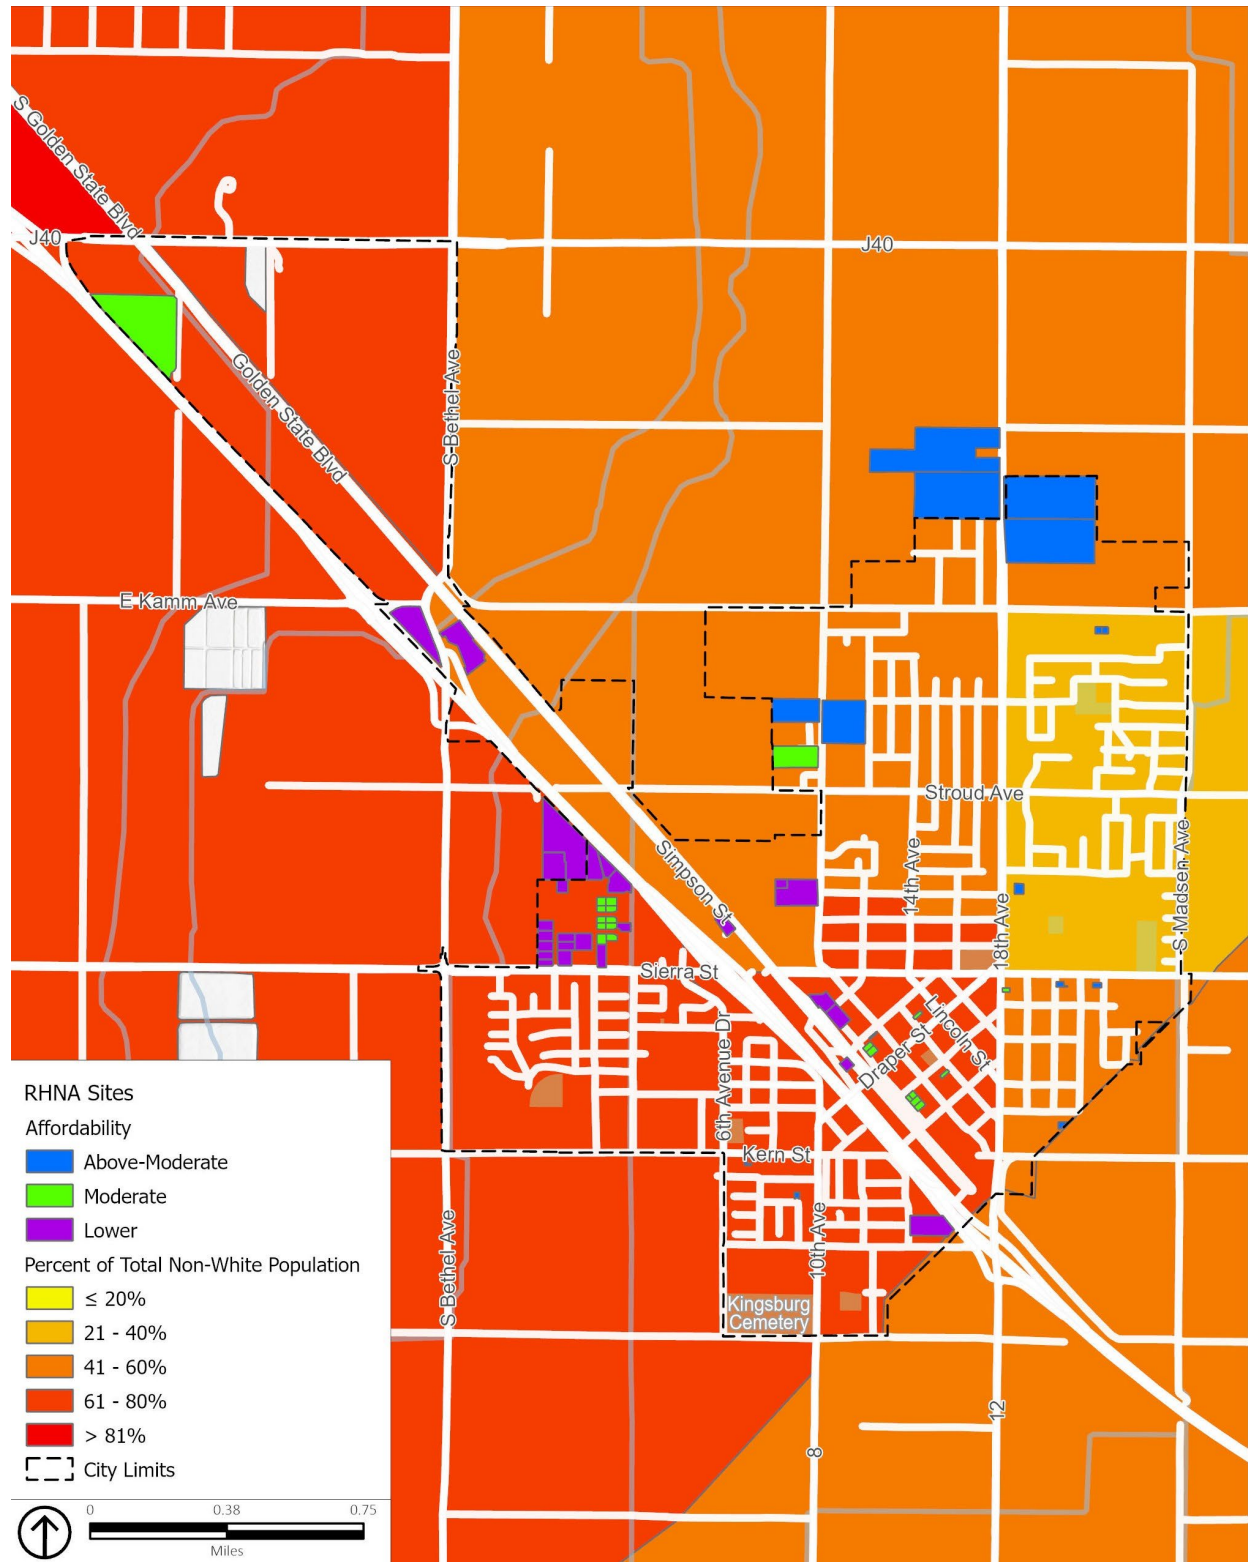 S Golden State Blvd
J40
J40
Golden State Blvd
S Bethel Ave
E Kamm Ave
Stroud Ave
14th Ave
18th Ave
S Madsen Ave
Simpson St
Sierra St
6th Avenue Dr
Lincoln St
Draper St
Kern St
S Bethel Ave
10th Ave
Kingsburg
Cemetery
12
8
RHNA Sites
Affordability
Above-Moderate
Moderate
Lower
Percent of Total Non-White Population
≤ 20%
21 - 40%
41 - 60%
61 - 80%
> 81%
City Limits
0 0.38 0.75
Miles